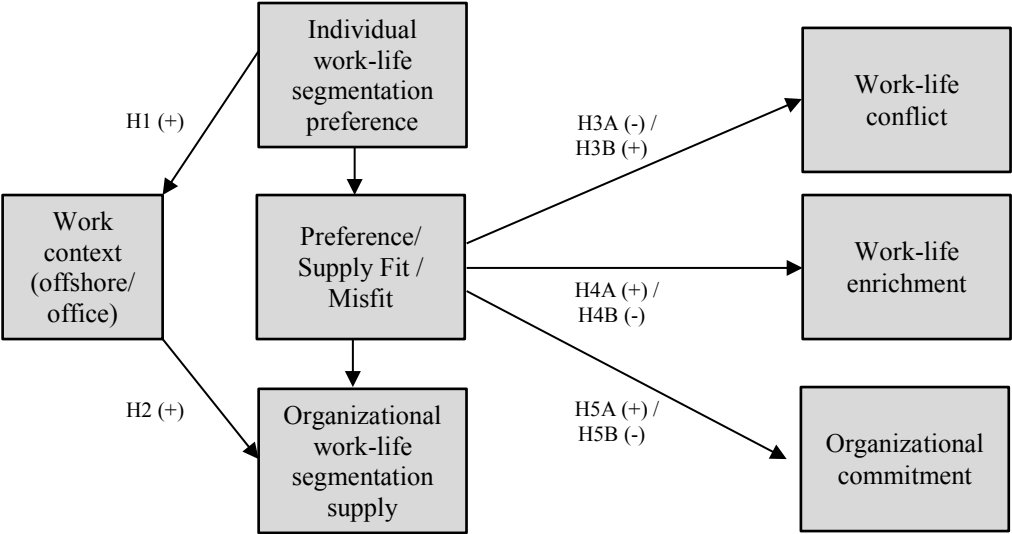 Individual
work-life
segmentation
preference
Work-life
conflict
H1 (+)
H3A (-) /
H3B (+)
Work
context
(offshore/
office)
Preference/
Supply Fit /
Misfit
Work-life
enrichment
H4A (+) /
H4B (-)
H2 (+)
H5A (+) /
H5B (-)
Organizational
work-life
segmentation
supply
Organizational
commitment